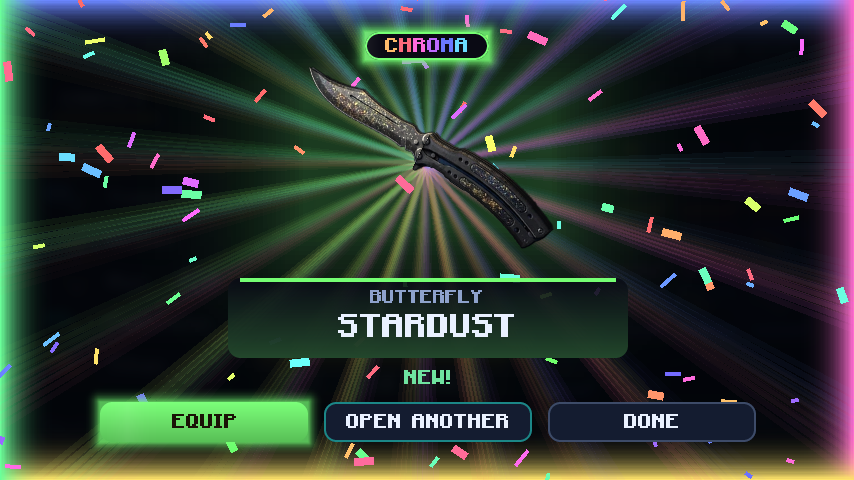 CHROMA
BUTTERFLY
STARDUST
NEW!
EQUIP
OPEN ANOTHER
DONE